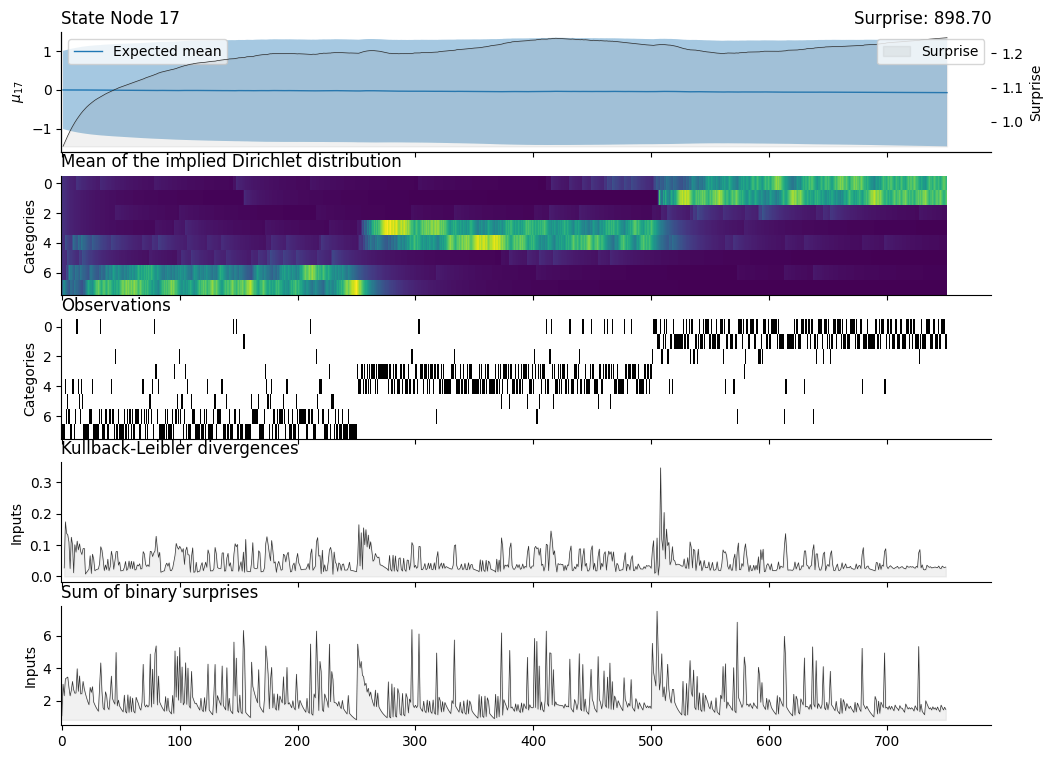 State Node 17 Surprise: 898.70
Expected mean
Surprise
1
0
−1
μ17
1.2
1.1
1.0
Surprise
Mean of the implied Dirichlet distribution
0
2
4
6
Categories
Observations
0
2
4
6
Categories
Kullback-Leibler divergences
0.3
0.2
0.1
0.0
Inputs
Sum of binary surprises
6
4
2
Inputs
0 100 200 300 400 500 600 700